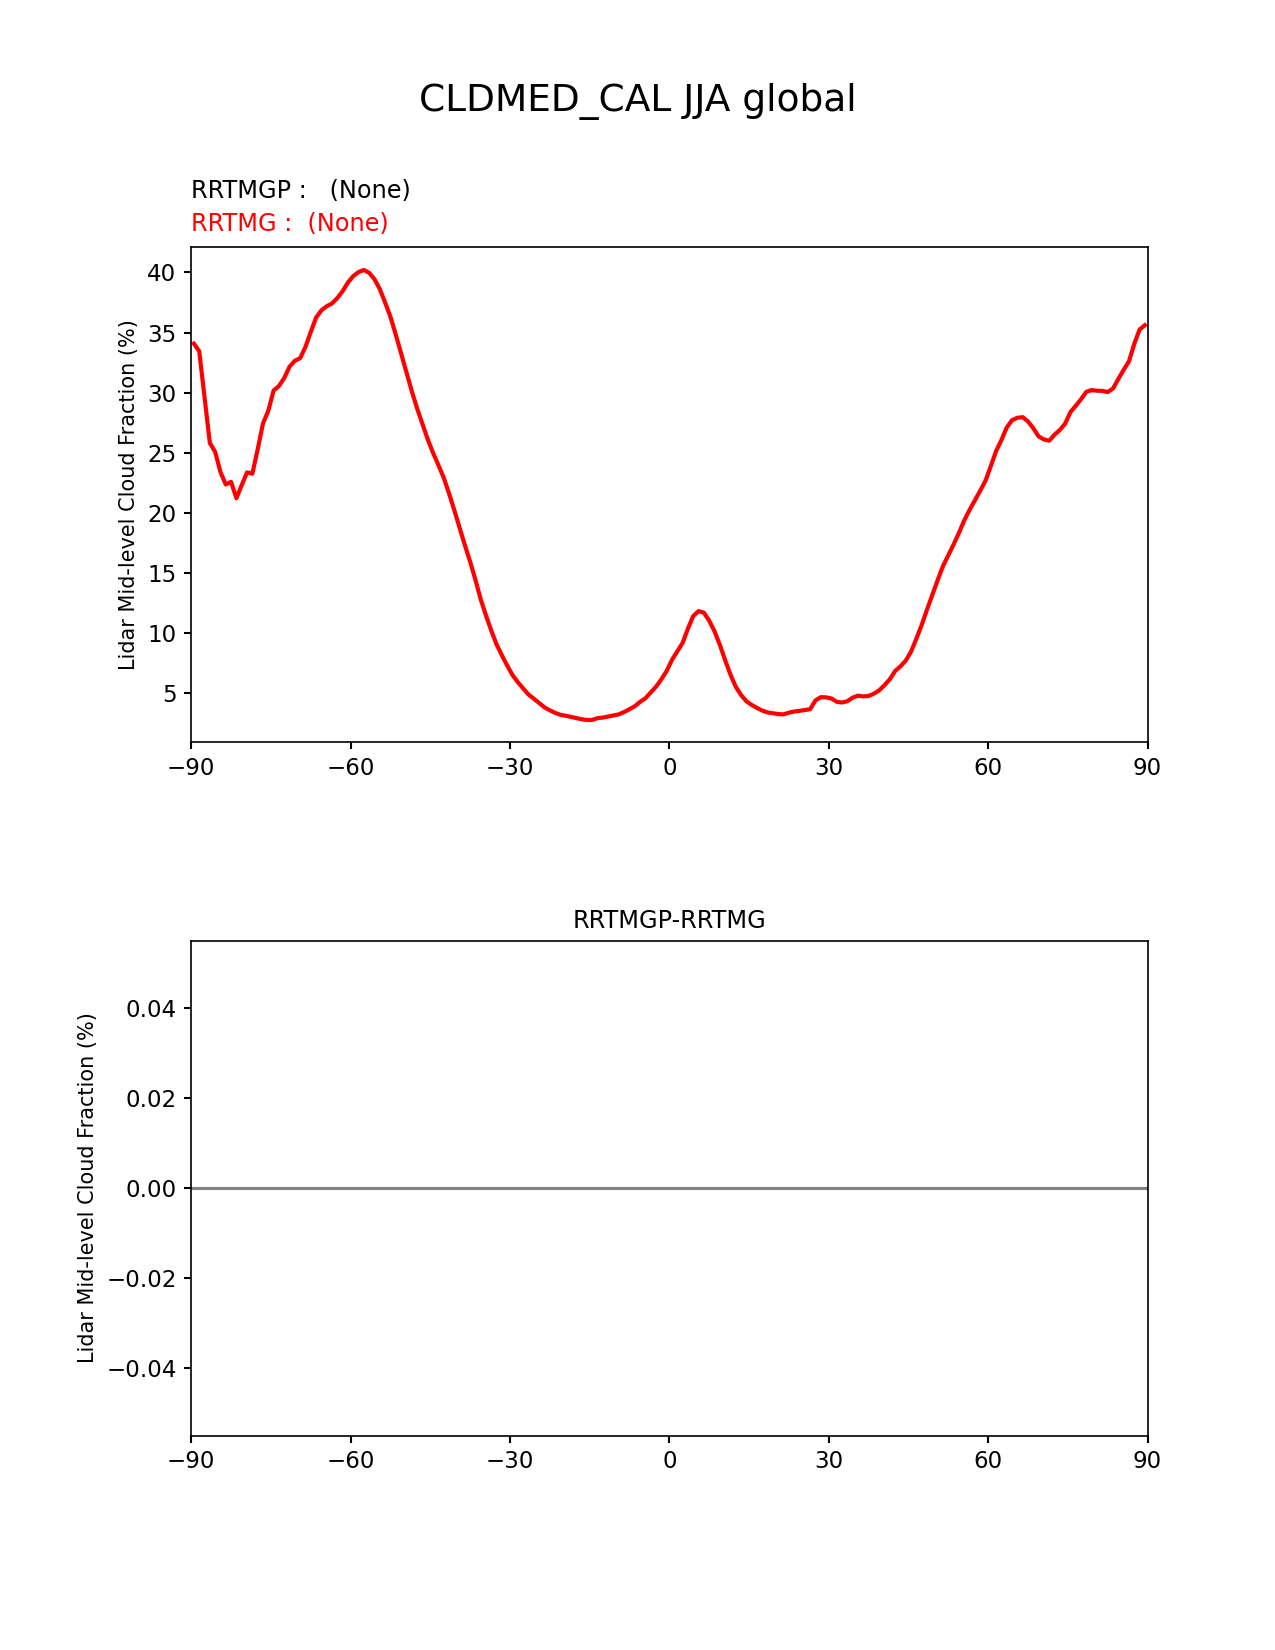 CLDMED_CAL JJA global
RRTMGP :   (None)
RRTMG :  (None)
Lidar Mid-level Cloud Fraction (%)
40
35
30
25
20
15
10
5
−90 −60 −30 0 30 60 90
RRTMGP-RRTMG
Lidar Mid-level Cloud Fraction (%)
0.04
0.02
0.00
−0.02
−0.04
−90 −60 −30 0 30 60 90